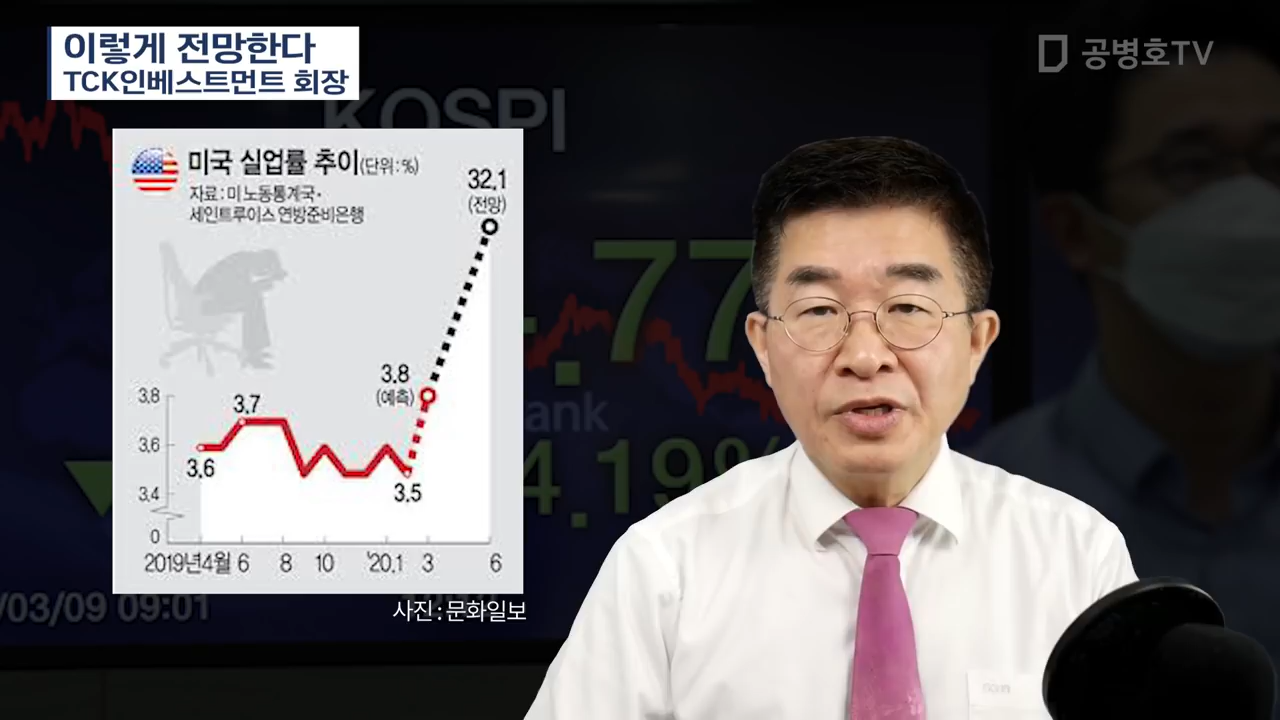 이렇게 전망한다
TCK인베스트먼트 회장
공병호TV
KOSPI
미국 실업률 추이(단위:%)
자료:미 노동통계국·
세인트루이스 연방준비은행
32.1
(전망)
.77
3.8
(예측)
3.8
3.7
3.6
3.6
3.5
3.4
0
2019년4월 6 8 10 '20.1 3 6
ank
4.19%
/03/09 09:01
사진:문화일보